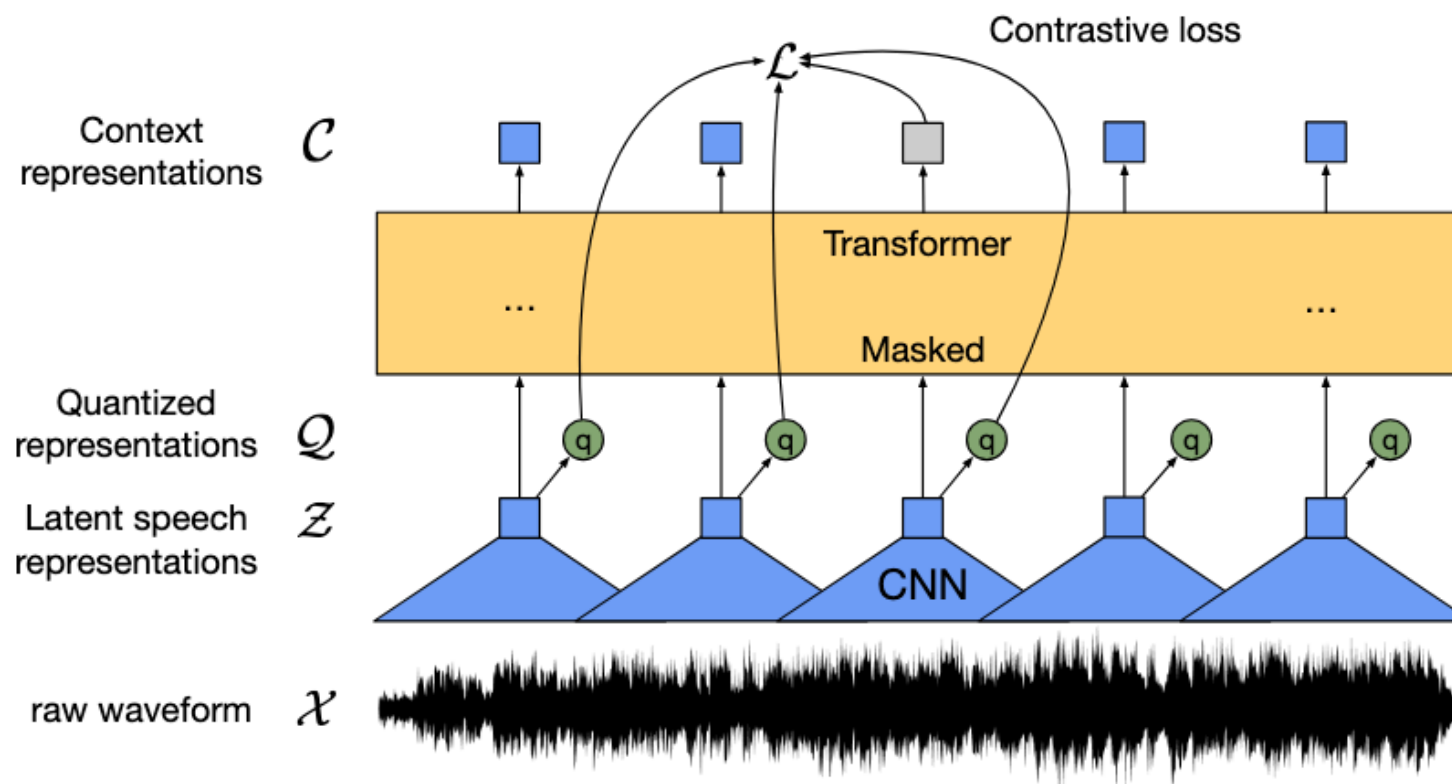 Contrastive loss
ℒ
Context
representations
𝒞
Transformer
...
...
Masked
Quantized
representations
𝒬
q
q
q
q
q
Latent speech
representations
𝒵
CNN
raw waveform
𝒳